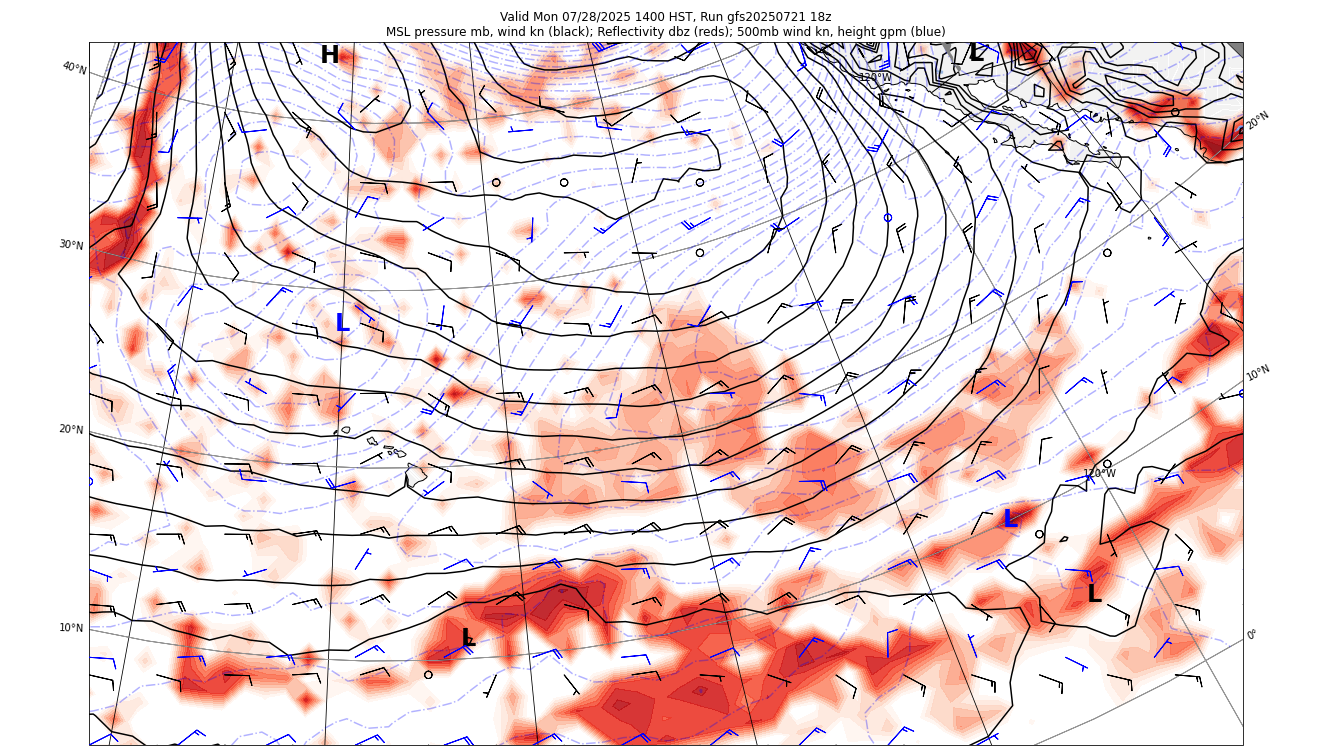 Valid Mon 07/28/2025 1400 HST, Run gfs20250721 18z
MSL pressure mb, wind kn (black); Reflectivity dbz (reds); 500mb wind kn, height gpm (blue)
H
L
40°N
120°W
20°N
30°N
L
10°N
20°N
120°W
L
L
10°N
L
0°